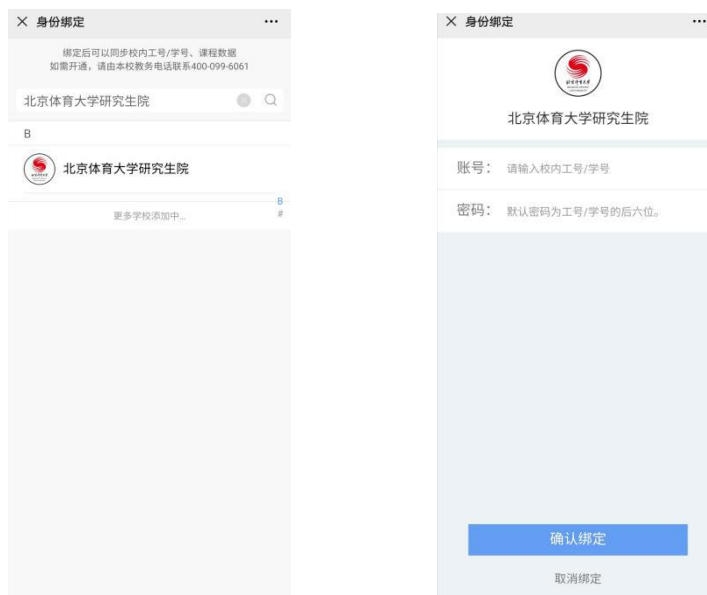 身份绑定
绑定后可以同步校内工号/学号、课程数据
如需开通，请由本校教务电话联系400-099-6061
北京体育大学研究生院
B
北京体育大学研究生院
B
更多学校添加中...
#
身份绑定
北京体育大学研究生院
账号： 请输入校内工号/学号
密码： 默认密码为工号/学号的后六位。
确认绑定
取消绑定